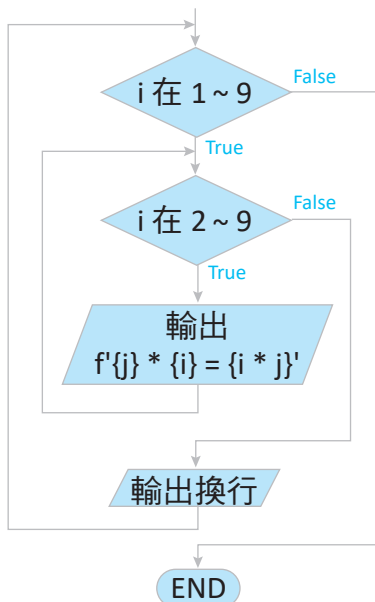 i 在 1 ~ 9
False
True
i 在 2 ~ 9
False
True
輸出
f'{j} * {i} = {i * j}'
輸出換行
END